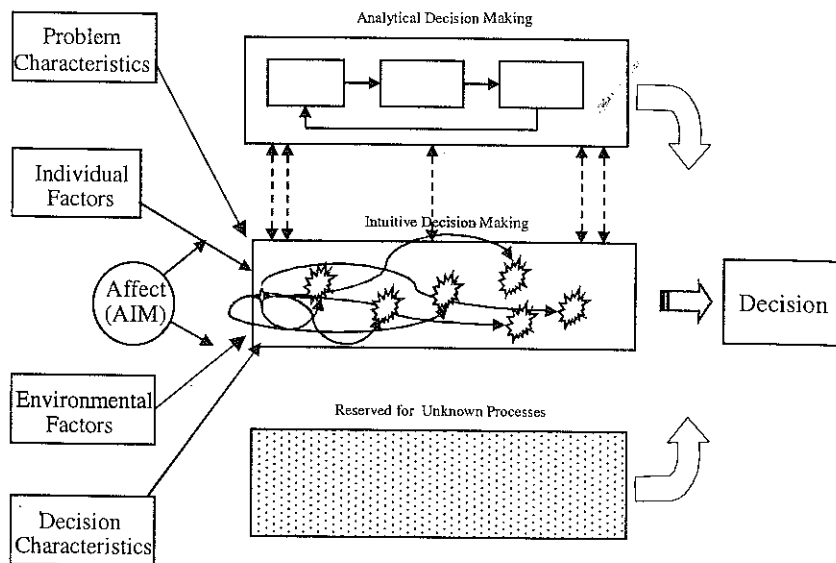 Analytical Decision Making
Problem
Characteristics
Individual
Factors
Intuitive Decision Making
Affect
(AIM)
Decision
Environmental
Factors
Reserved for Unknown Processes
Decision
Characteristics